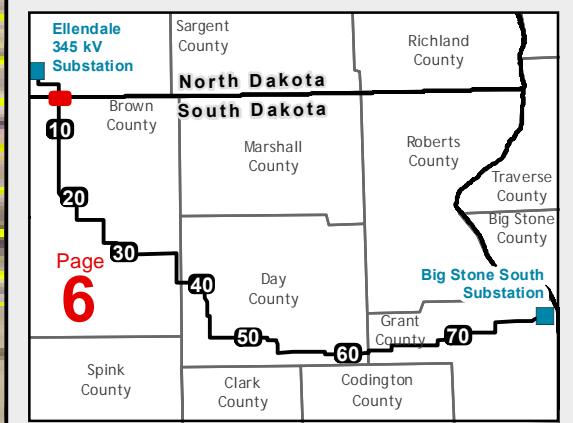 Ellendale
345 kV
Substation
Sargent
County
Richland
County
North Dakota
South Dakota
Brown
County
10
Marshall
County
Roberts
County
Traverse
County
20
Big Stone
County
30
Page
6
Day
County
40
Big Stone South
Substation
Grant
County
50
60
70
Spink
County
Clark
County
Codington
County